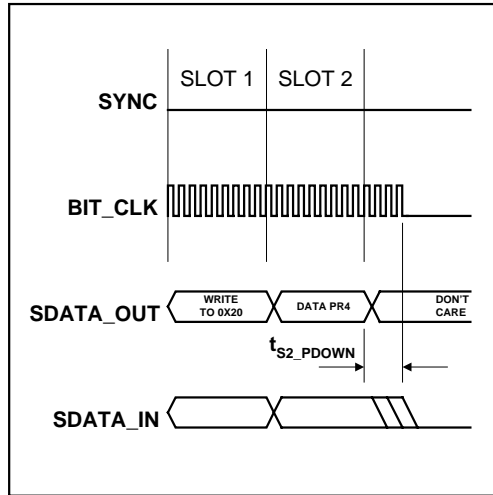 SLOT 1 SLOT 2
SYNC
BIT_CLK
SDATA_OUT
WRITE
TO 0X20
DATA PR4
DON'T
CARE
tS2_PDOWN
SDATA_IN